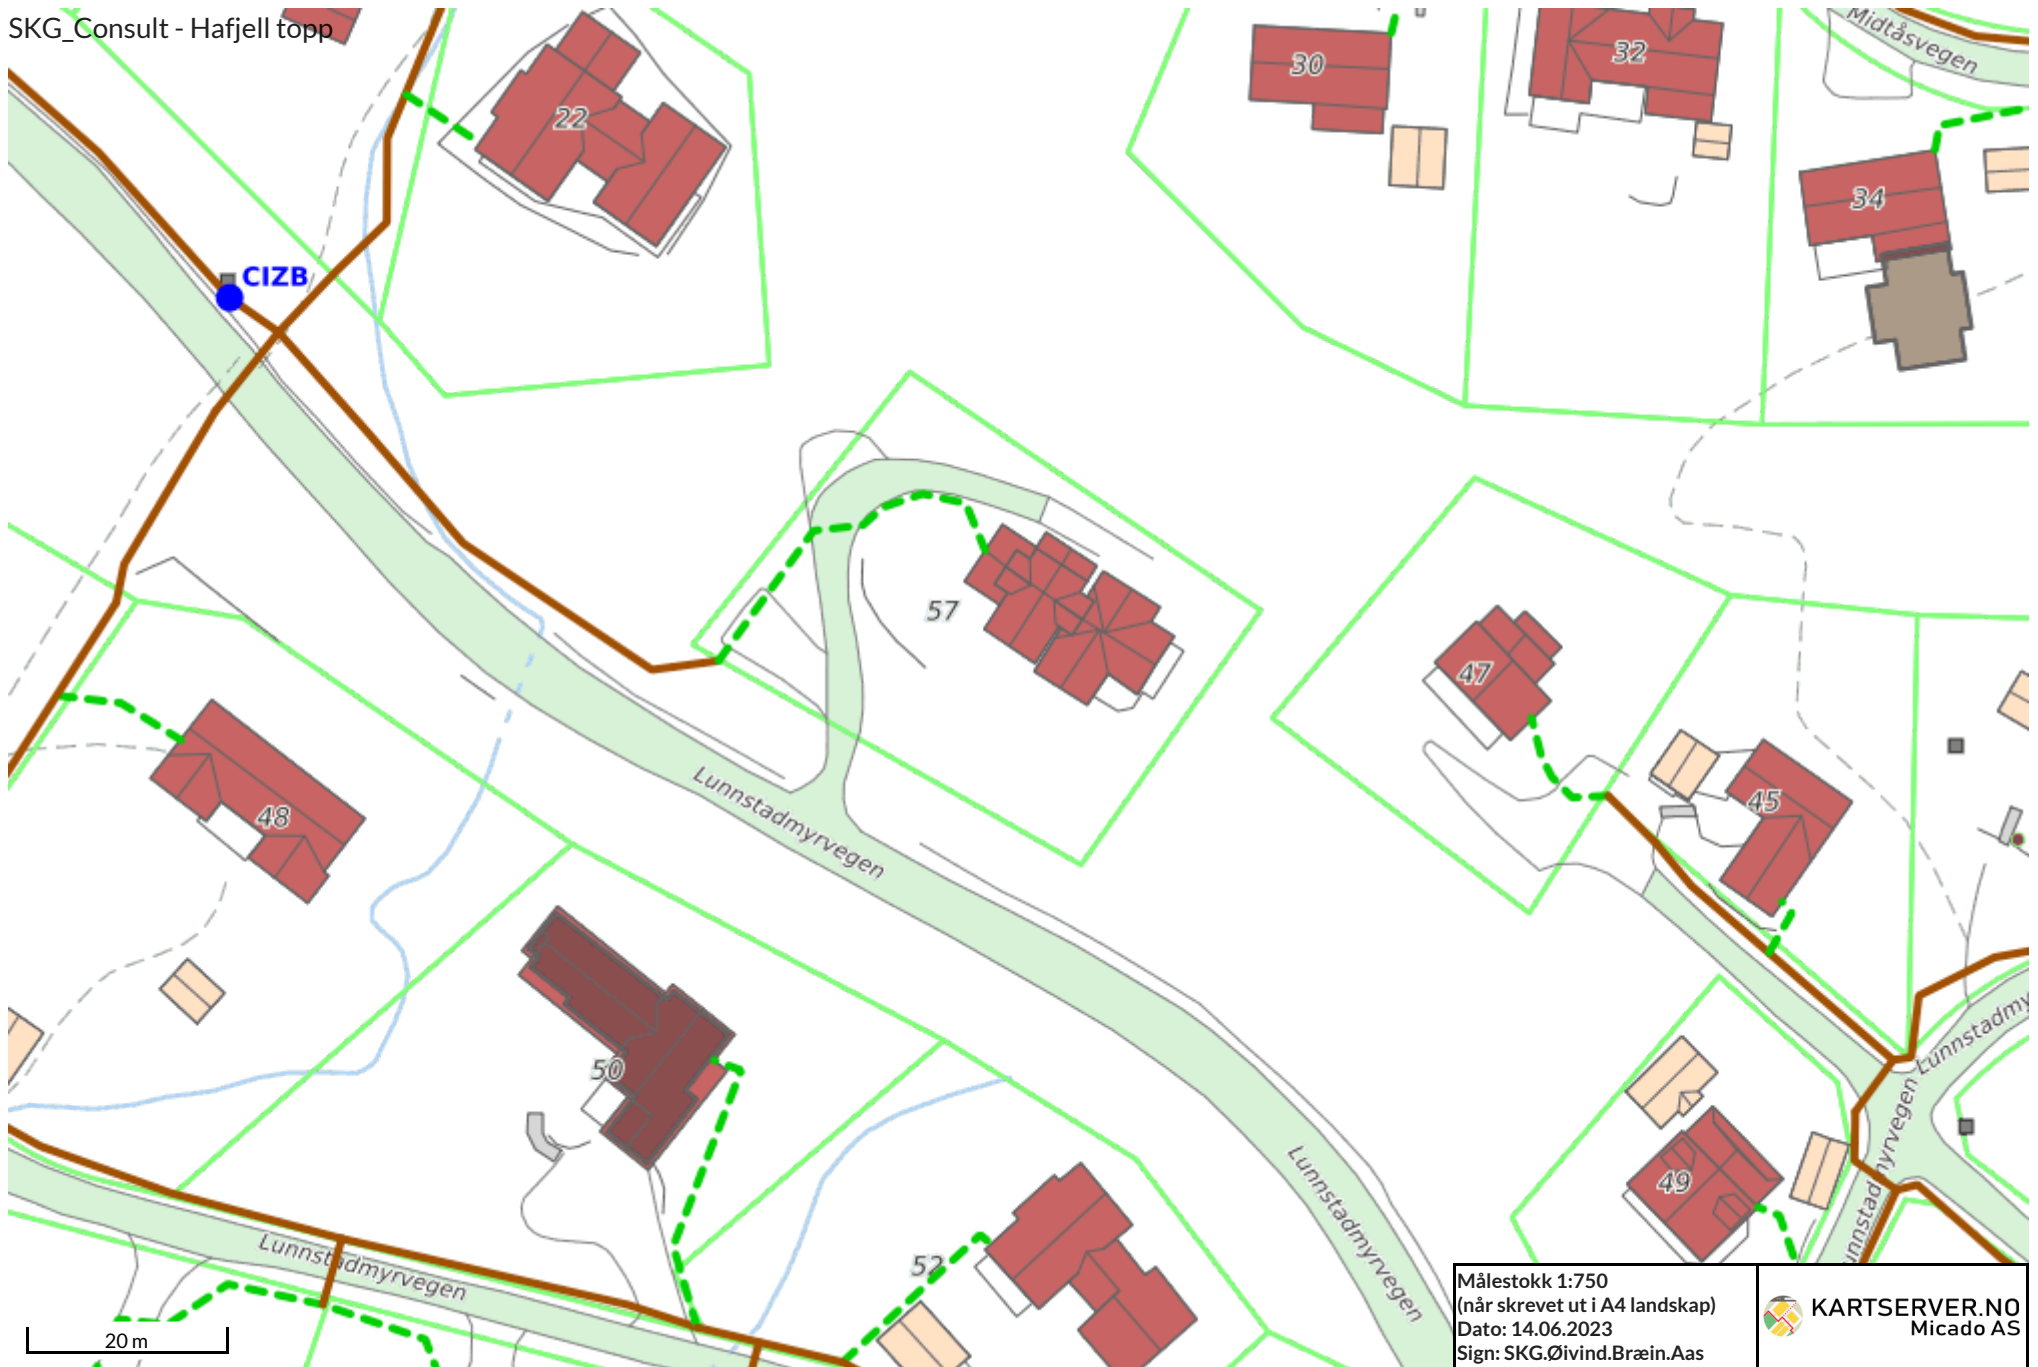 SKG_Consult - Hafjell topp
Midtåsvegen
30
32
22
34
CIZB
57
47
45
48
Lunnstadmyrvegen
50
Lunnstadmy
nyrvegen
49
Lunnstadmyrvegen
unnstad
Lunnstadmyrvegen
52
20 m
Målestokk 1:750
(når skrevet ut i A4 landskap)
Dato: 14.06.2023
Sign: SKG.Øivind.Bræin.Aas
KARTSERVER.NO
Micado AS